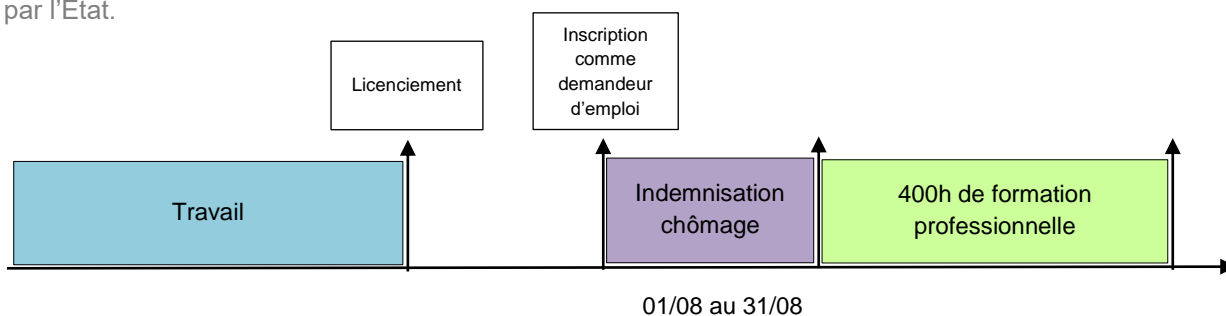 par l'Etat.
Licenciement
Inscription
comme
demandeur
d'emploi
Travail
Indemnisation
chômage
400h de formation
professionnelle
01/08 au 31/08